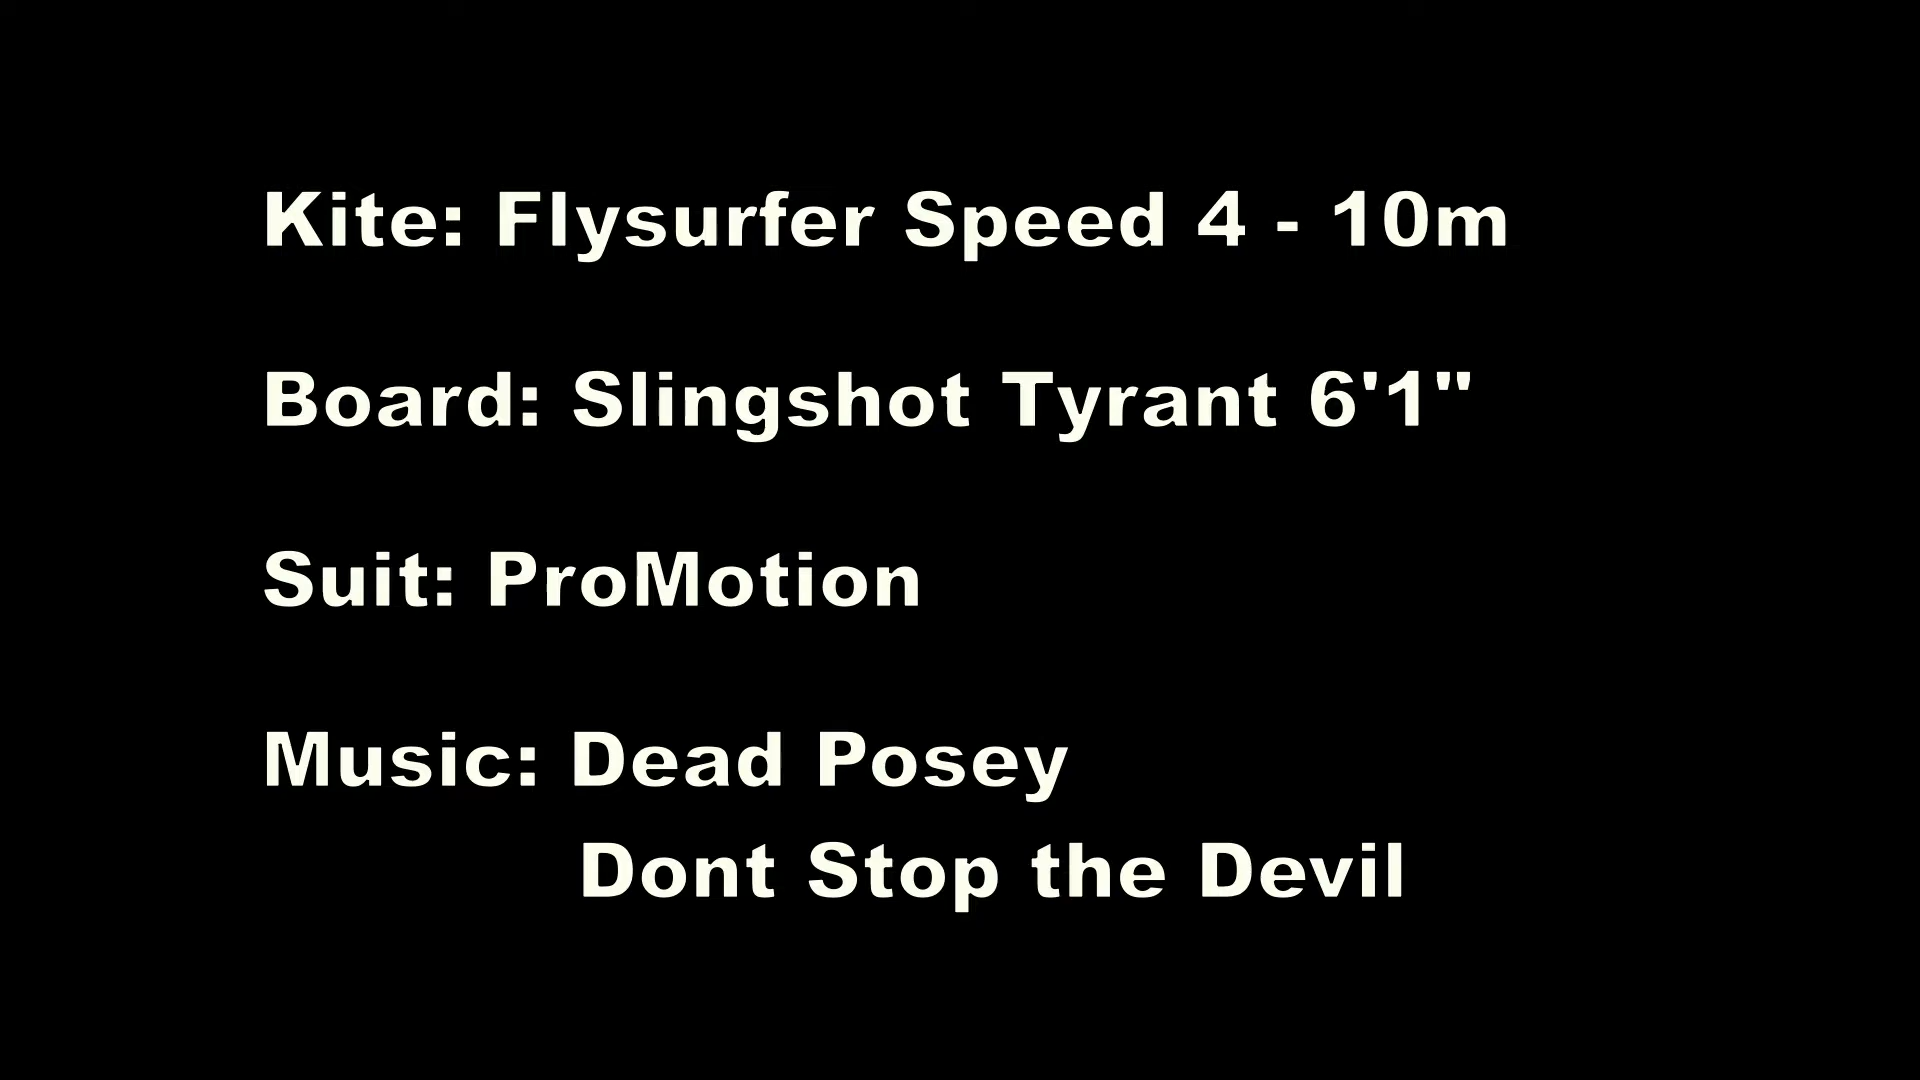 Kite: Flysurfer Speed 4 - 10m
Board: Slingshot Tyrant 6'1"
Suit: ProMotion
Music: Dead Posey
Dont Stop the Devil